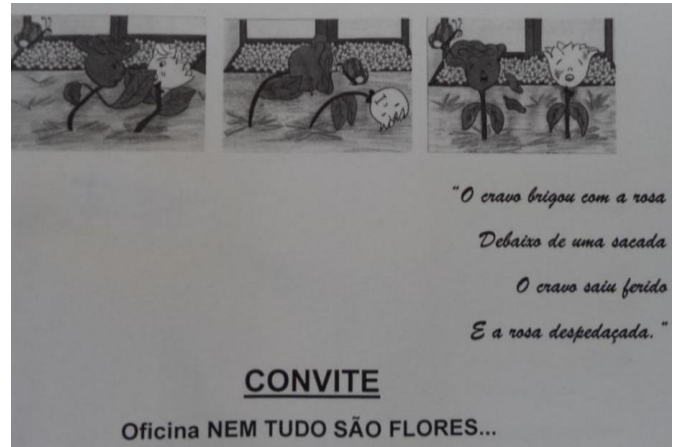 "O cravo brigou com a rosa
Debaixo de uma sacada
O cravo saiu ferido
E a rosa despedaçada."
CONVITE
Oficina NEM TUDO SÃO FLORES...